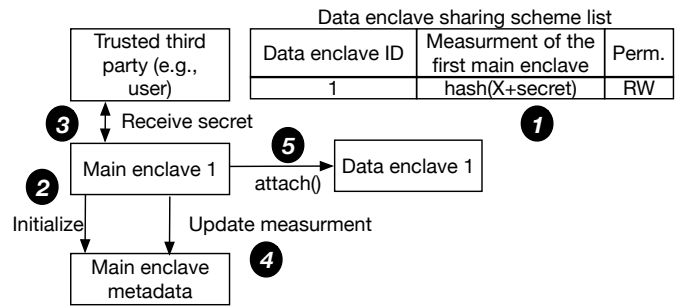 Data enclave sharing scheme list
Trusted third
party (e.g.,
user)
Data enclave ID
Measurment of the
first main enclave
Perm.
1
hash(X+secret)
RW
1
3
Receive secret
5
Main enclave 1
attach()
Data enclave 1
2
Initialize
Update measurment
4
Main enclave
metadata